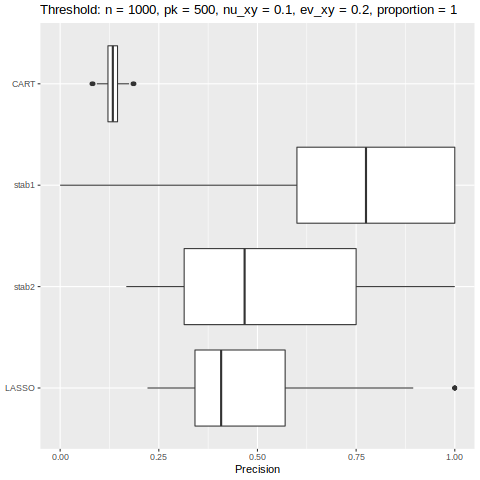 Threshold: n = 1000, pk = 500, nu_xy = 0.1, ev_xy = 0.2, proportion = 1
CART
stab1
stab2
LASSO
0.00 0.25 0.50 0.75 1.00
Precision